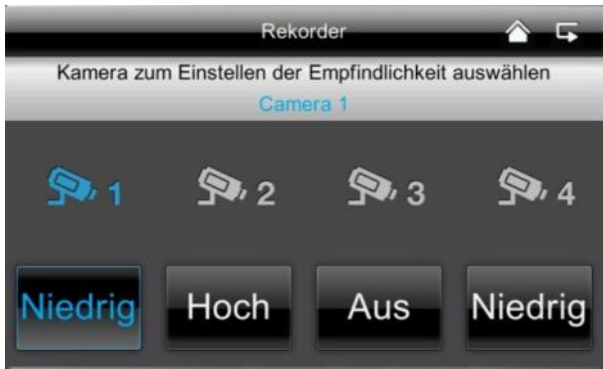 Rekorder
Kamera zum Einstellen der Empfindlichkeit auswählen
Camera 1
1 2 3 4
Niedrig Hoch Aus Niedrig